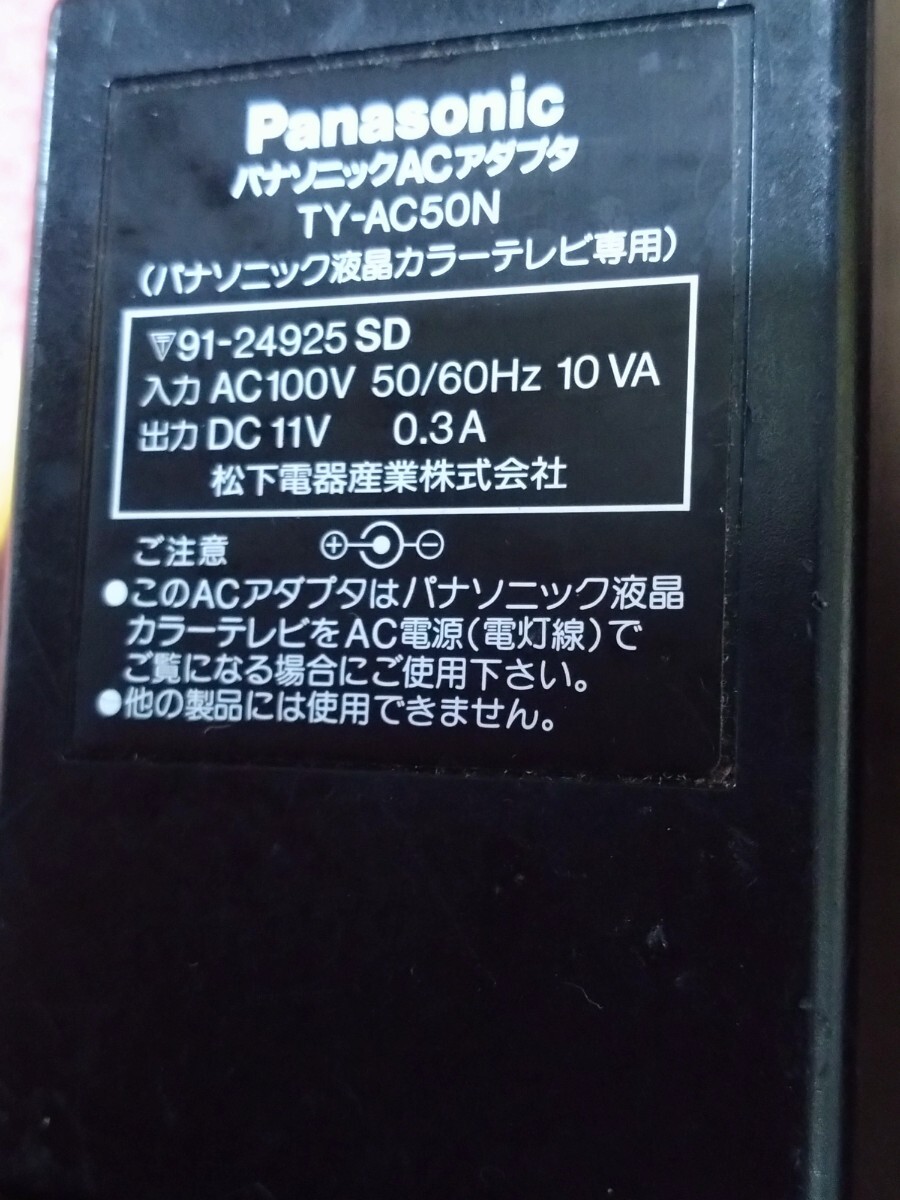 Panasonic
パナソニックACアダプタ
TY-AC50N
(パナソニック液晶カラーテレビ専用)
91-24925 SD
入力 AC100V 50/60Hz 10 VA
出力 DC 11V 0.3A
松下電器産業株式会社
ご注意 ⊕ ⊖
●このACアダプタはパナソニック液晶
カラーテレビをAC電源(電灯線)で
ご覧になる場合にご使用下さい。
●他の製品には使用できません。